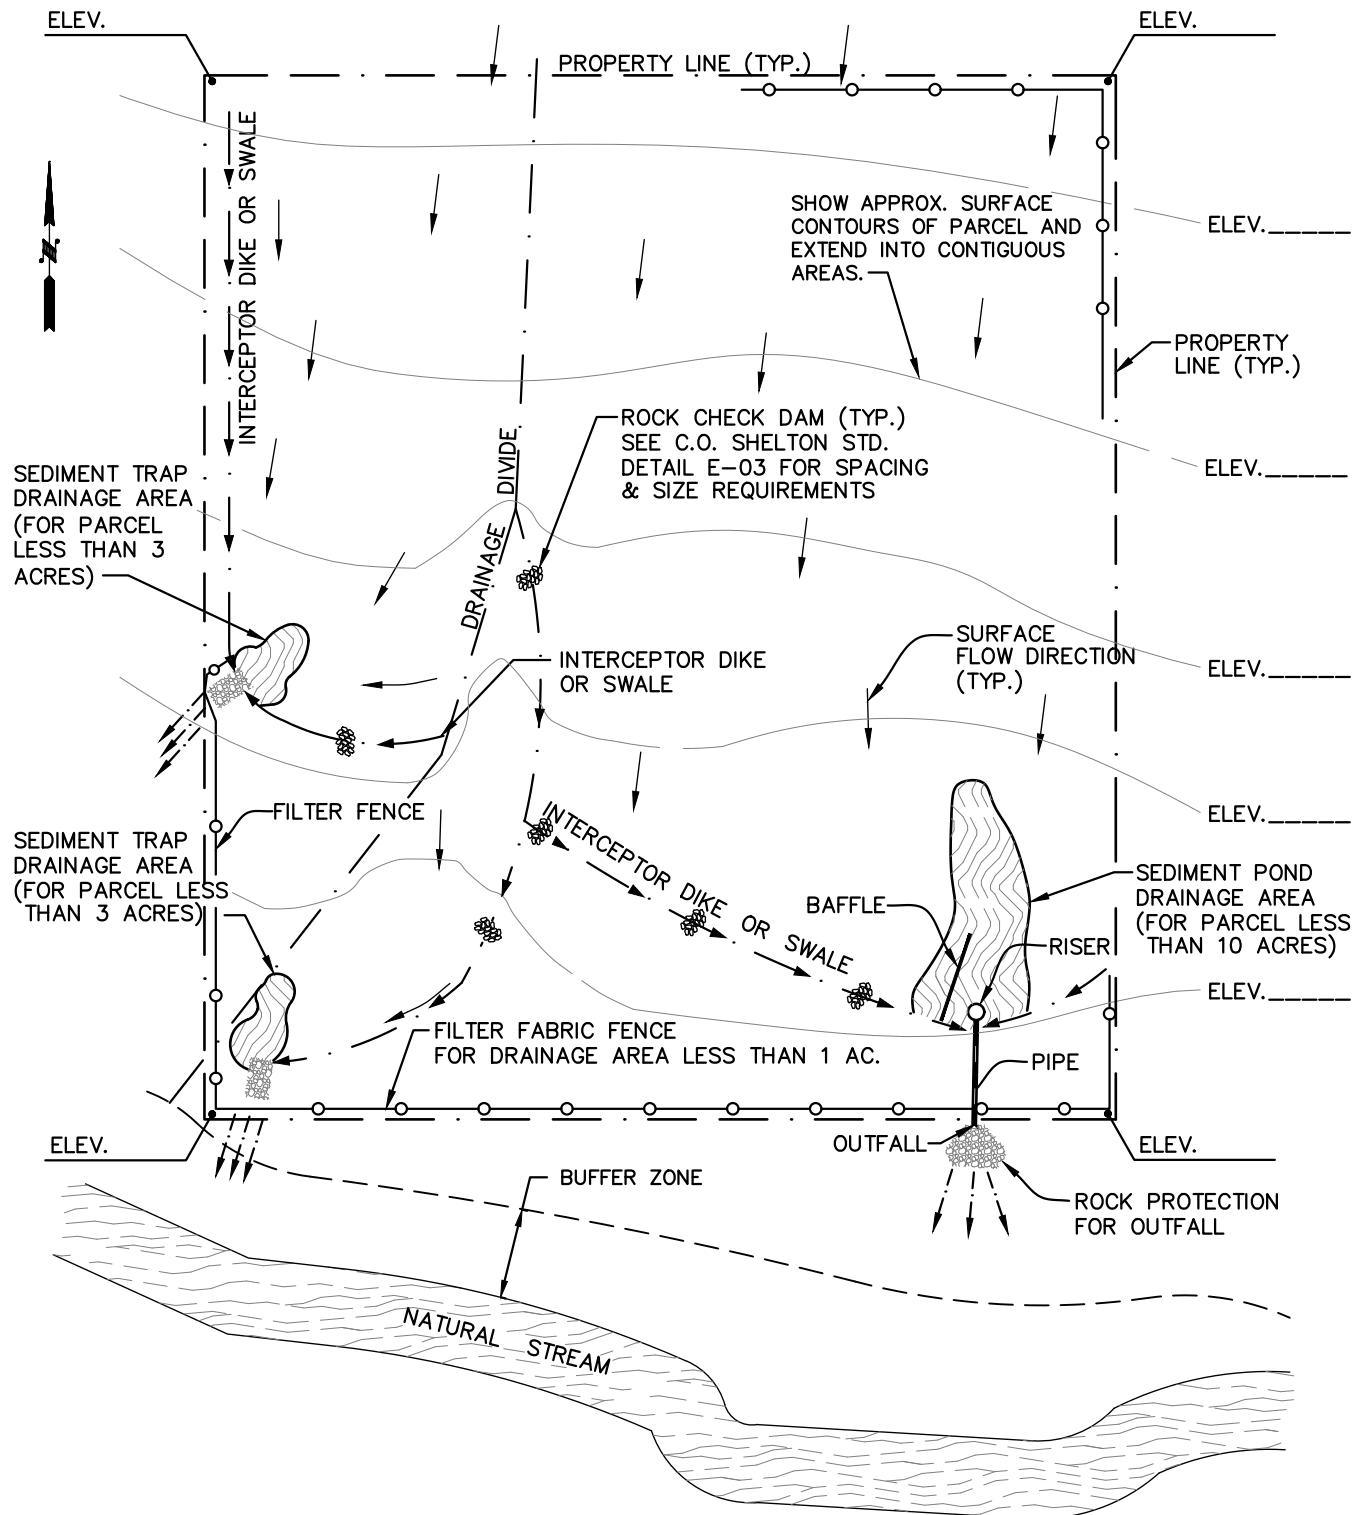 ELEV.
ELEV.
PROPERTY LINE (TYP.)
INTERCEPTOR DIKE OR SWALE
N
SHOW APPROX. SURFACE
CONTOURS OF PARCEL AND
EXTEND INTO CONTIGUOUS
AREAS.
ELEV._____
PROPERTY
LINE (TYP.)
ROCK CHECK DAM (TYP.)
SEE C.O. SHELTON STD.
DETAIL E-03 FOR SPACING
& SIZE REQUIREMENTS
ELEV._____
SEDIMENT TRAP
DRAINAGE AREA
(FOR PARCEL
LESS THAN 3
ACRES)
DRAINAGE DIVIDE
SURFACE
FLOW DIRECTION
(TYP.)
INTERCEPTOR DIKE
OR SWALE
ELEV._____
FILTER FENCE
ELEV._____
SEDIMENT TRAP
DRAINAGE AREA
(FOR PARCEL LESS
THAN 3 ACRES)
INTERCEPTOR DIKE OR SWALE
BAFFLE
SEDIMENT POND
DRAINAGE AREA
(FOR PARCEL LESS
THAN 10 ACRES)
RISER
ELEV._____
FILTER FABRIC FENCE
FOR DRAINAGE AREA LESS THAN 1 AC.
PIPE
ELEV.
OUTFALL
ELEV.
BUFFER ZONE
ROCK PROTECTION
FOR OUTFALL
NATURAL STREAM